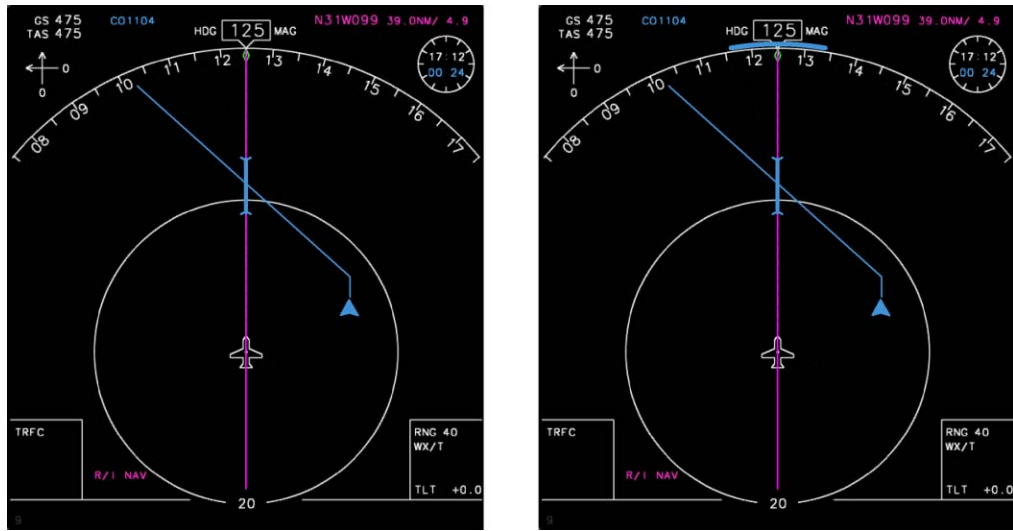 GS 475
TAS 475
CO1104
HDG 125 MAG
N31W099 39.0NM/ 4.9
17:12
00 24
0
0
08
09
10
11
12
13
14
15
16
17
TRFC
R/I NAV
20
RNG 40
WX/T
TLT +0.0
9
GS 475
TAS 475
CO1104
HDG 125 MAG
N31W099 39.0NM/ 4.9
17:12
00 24
0
0
08
09
10
11
12
13
14
15
16
17
TRFC
R/I NAV
20
RNG 40
WX/T
TLT +0.0
9